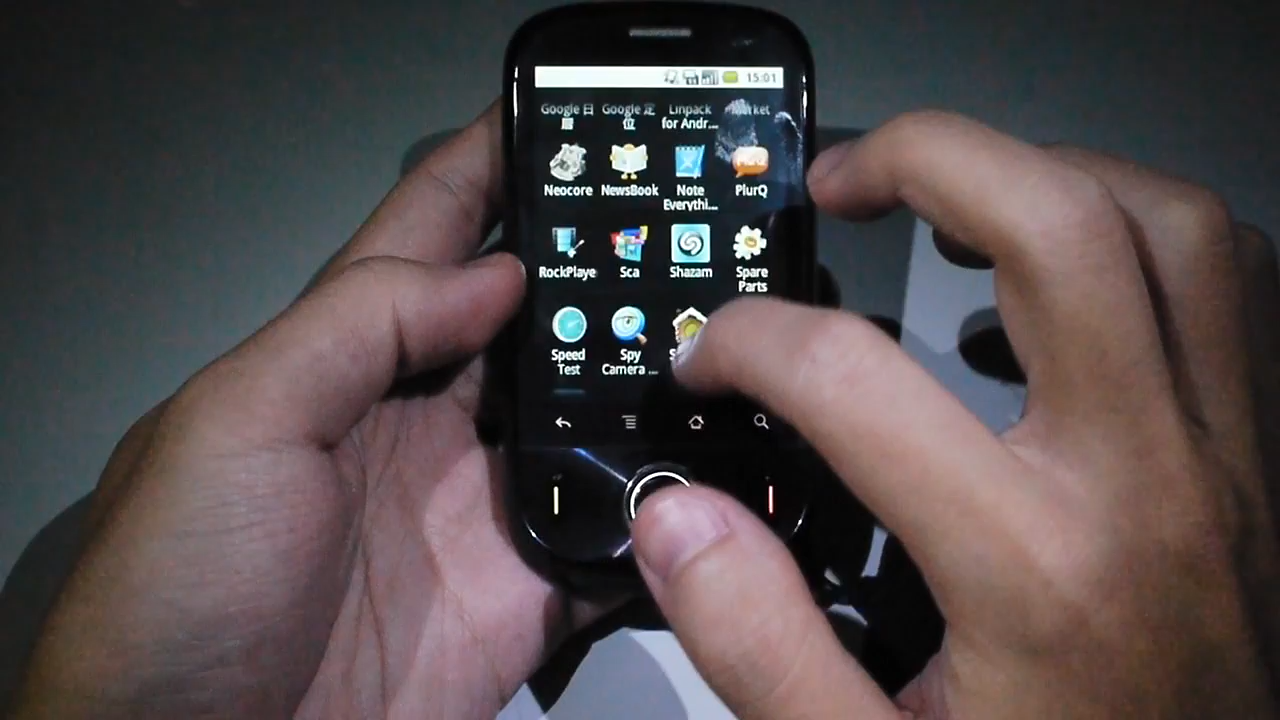 15:01
Google 日 Google 定 Linpack
曆 位 for Andr...
Neocore NewsBook Note PlurQ
Everythi...
RockPlaye Sca Shazam Spare
Parts
Speed Spy
Test Camera ...